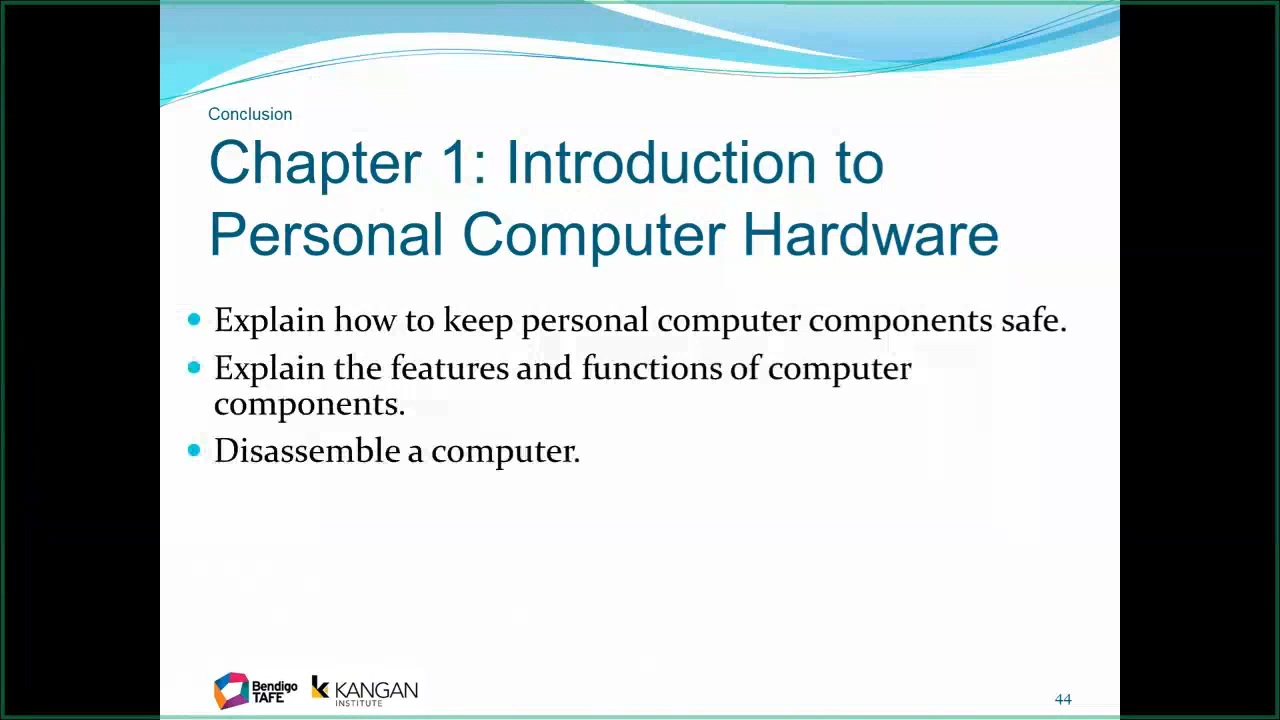 Conclusion
Chapter 1: Introduction to
Personal Computer Hardware
Explain how to keep personal computer components safe.
Explain the features and functions of computer
components.
Disassemble a computer.
Bendigo
TAFE
KANGAN
INSTITUTE
44